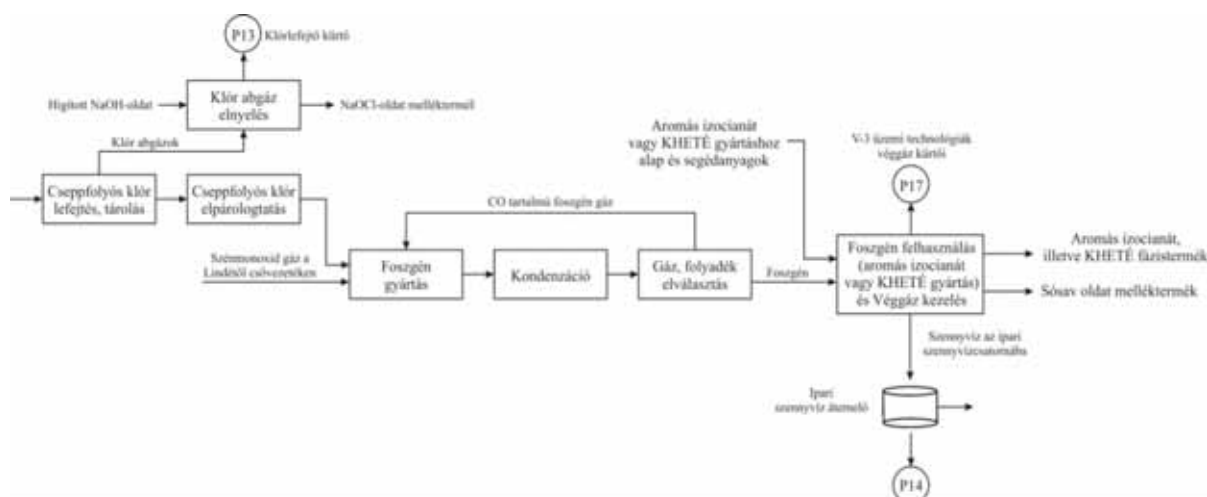 P13
Klórlefejtő kürtő
Hígított NaOH-oldat
Klór abgáz
elnyelés
NaOCl-oldat melléktermél
Klór abgázok
Cseppfolyós klór
lefejtés, tárolás
Cseppfolyós klór
elpárologtatás
Szénmonoxid gáz a
Lindétől csővezetéken
CO tartalmú foszgén gáz
Foszgén
gyártás
Kondenzáció
Gáz, folyadék
elválasztás
Foszgén
Aromás izocianát
vagy KHETÉ gyártáshoz
alap és segédanyagok
V-3 üzemi technológiák
véggáz kürtői
P17
Foszgén felhasználás
(aromás izocianát
vagy KHETÉ gyártás)
és Véggáz kezelés
Aromás izocianát,
illetve KHETÉ fázistermék
Sósav oldat melléktermék
Szennyvíz az ipari
szennyvízcsatornába
Ipari
szennyvíz átemelő
P14